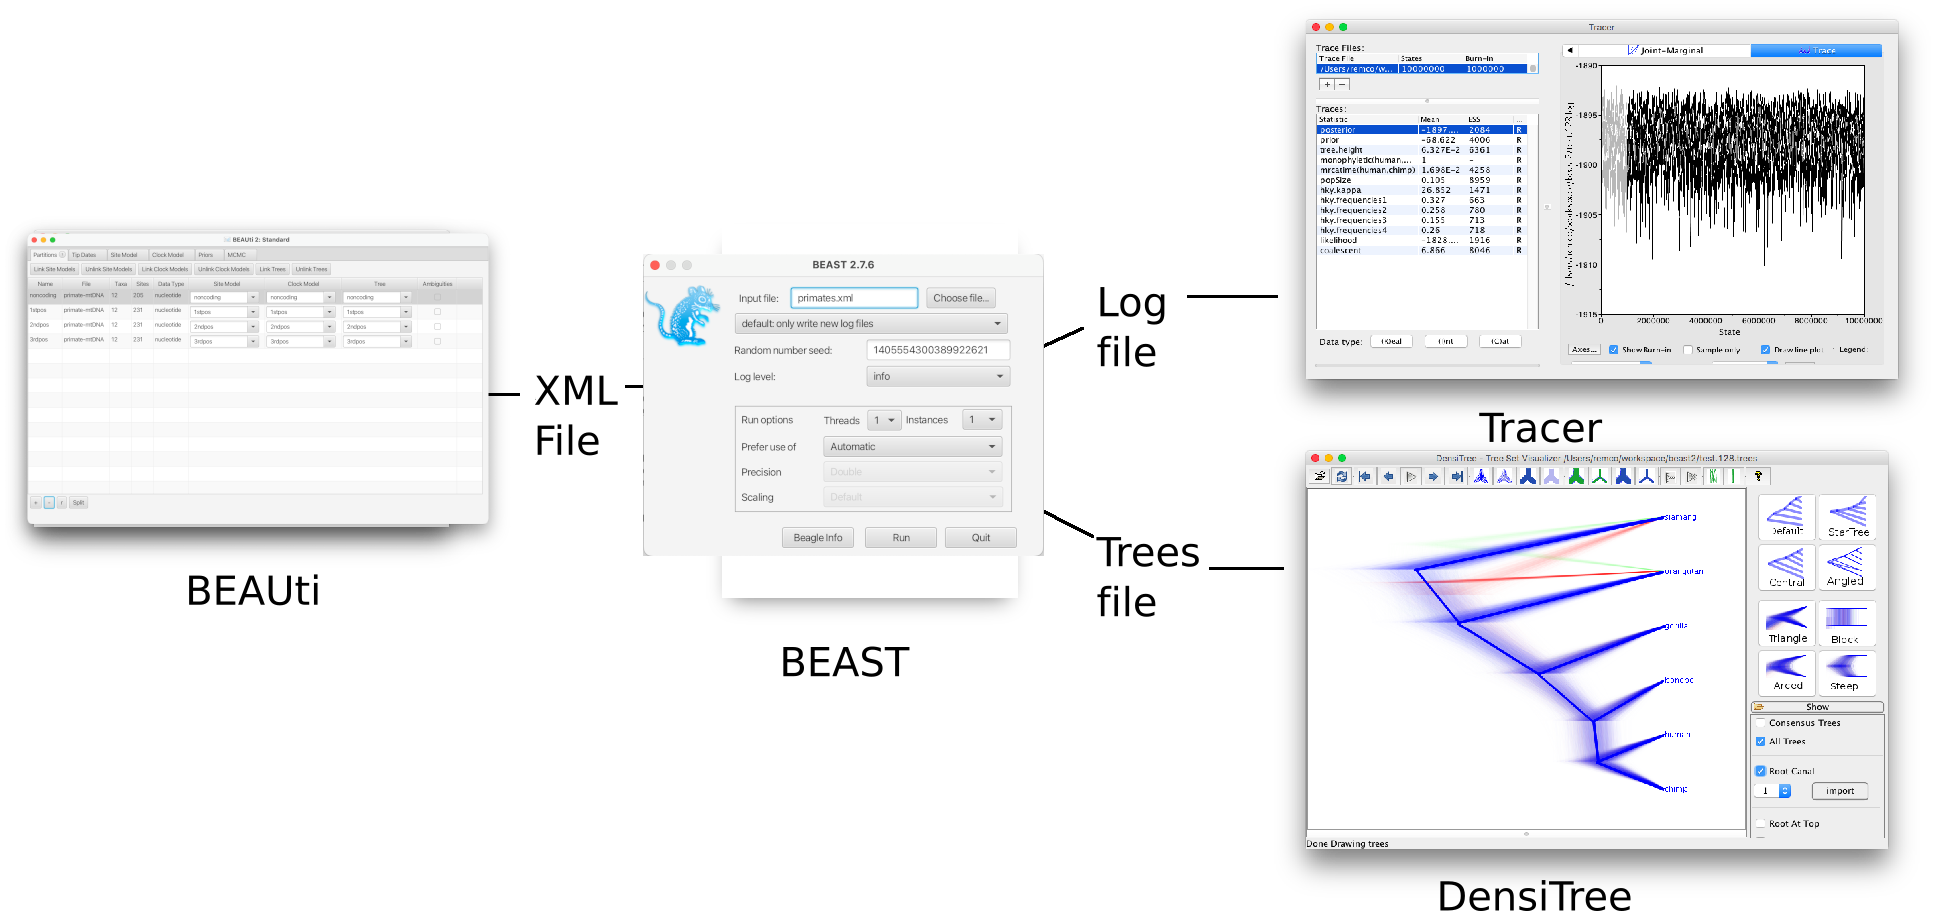 BEAUti 2: Standard
Partitions Tip Dates Site Model Clock Model Priors MCMC
Link Site Models Unlink Site Models Link Clock Models Unlink Clock Models Link Trees Unlink Trees
Name File Taxa Sites Data Type Site Model Clock Model Tree Ambiguities
noncoding primate-mtDNA 12 205 nucleotide noncoding noncoding noncoding
1stpos primate-mtDNA 12 231 nucleotide 1stpos 1stpos 1stpos
2ndpos primate-mtDNA 12 231 nucleotide 2ndpos 2ndpos 2ndpos
3rdpos primate-mtDNA 12 231 nucleotide 3rdpos 3rdpos 3rdpos
+ - r Split
BEAUti
XML
File
BEAST 2.7.6
Input file: primates.xml Choose file...
default: only write new log files
Random number seed: 1405554300389922621
Log level: info
Run options Threads 1 Instances 1
Prefer use of Automatic
Precision Double
Scaling Default
Beagle Info Run Quit
BEAST
Log
file
Trees
file
Tracer
Trace Files:
Trace File States Burn-In
/Users/remco/w... 10000000 1000000
+ -
Traces:
Statistic Mean ESS ...
posterior -1897.... 2084 R
prior -68.622 4006 R
tree.height 6.327E-2 6361 R
monophyletic(human,... 1 - R
mrcatime(human,chimp) 1.698E-2 4258 R
popSize 0.105 8959 R
hky.kappa 26.852 1471 R
hky.frequencies1 0.327 663 R
hky.frequencies2 0.258 780 R
hky.frequencies3 0.155 713 R
hky.frequencies4 0.26 718 R
likelihood -1828.... 1916 R
coalescent 6.866 8046 R
Data type: (R)eal (I)nt (C)at
Joint-Marginal Trace
-1890
-1895
-1900
-1905
-1810
-1915
0 2000000 4000000 6000000 8000000 10000000
State
Axes... Show Burn-in Sample only Draw line plot Legend:
Tracer
DensiTree - Tree Set Visualizer /Users/remco/workspace/beast2/test.128.trees
siamang
orangutan
gorilla
bonobo
human
chimp
Default StarTree
Central Angled
Triangle Block
Arced Steep
Show
Consensus Trees
All Trees
Root Canal
1 import
Root At Top
Done Drawing trees
DensiTree